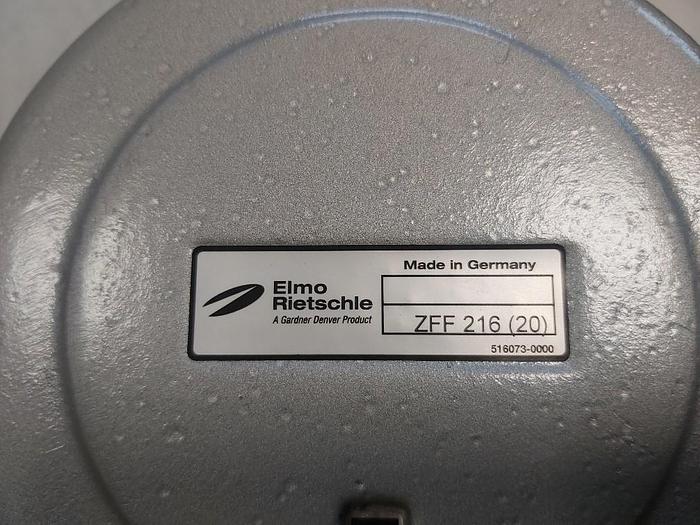 Elmo
Rietschle
A Gardner Denver Product
Made in Germany
ZFF 216 (20)
516073-0000